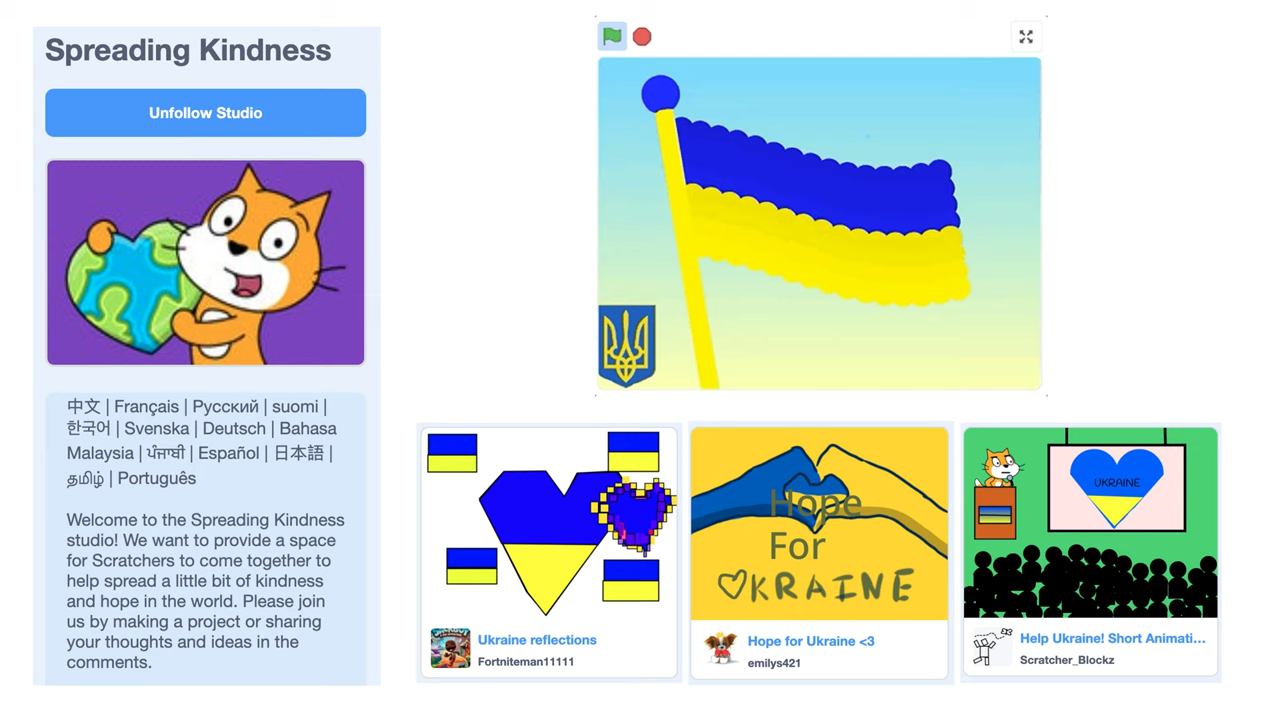 Spreading Kindness
Unfollow Studio
中文 | Français | Русский | suomi |
한국어 | Svenska | Deutsch | Bahasa
Malaysia | ਪੰਜਾਬੀ | Español | 日本語 |
தமிழ் | Português
Welcome to the Spreading Kindness
studio! We want to provide a space
for Scratchers to come together to
help spread a little bit of kindness
and hope in the world. Please join
us by making a project or sharing
your thoughts and ideas in the
comments.
Ukraine reflections
Fortniteman11111
Hope
For
UKRAINE
Hope for Ukraine <3
emilys421
UKRAINE
Help Ukraine! Short Animati...
Scratcher_Blockz